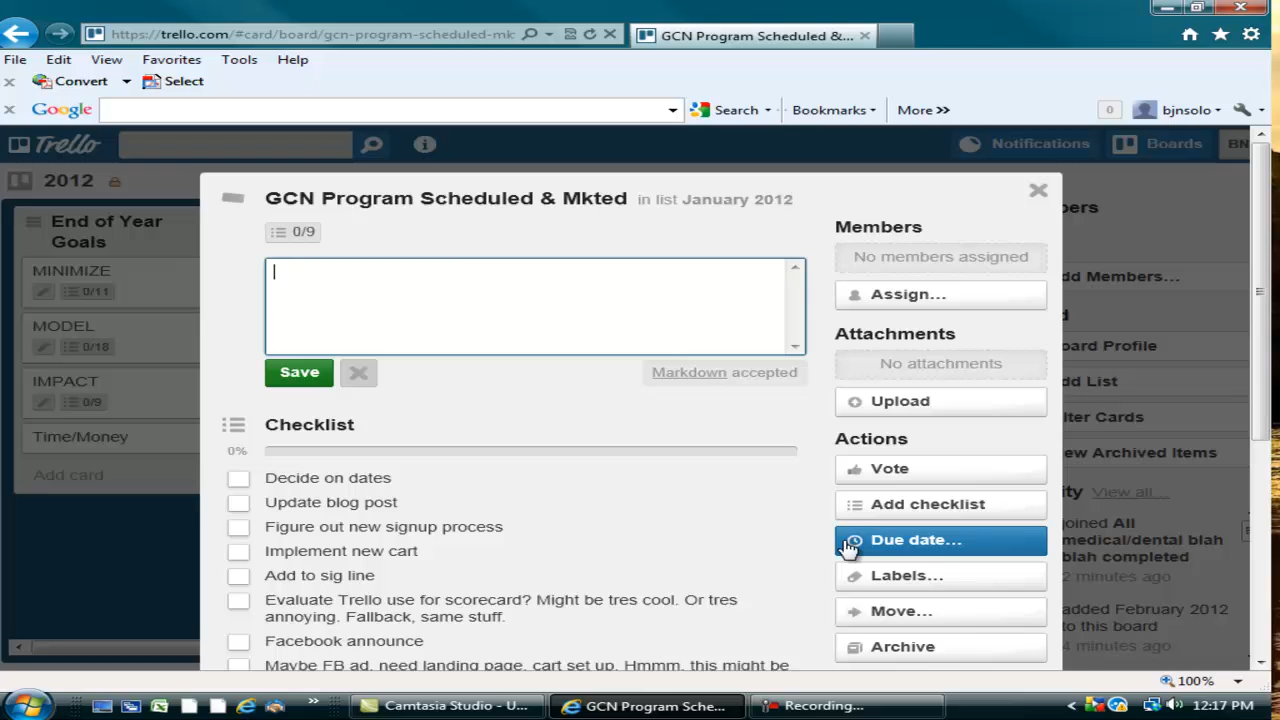 https://trello.com/#card/board/gcn-program-scheduled-mk
GCN Program Scheduled &...
File Edit View Favorites Tools Help
Convert Select
Google Search Bookmarks More >> 0 bjnsolo
Trello Notifications Boards BN
2012
End of Year
Goals
MINIMIZE
0/11
MODEL
0/18
IMPACT
0/9
Time/Money
Add card
GCN Program Scheduled & Mkted in list January 2012
0/9
Save
Markdown accepted
Checklist
0%
Decide on dates
Update blog post
Figure out new signup process
Implement new cart
Add to sig line
Evaluate Trello use for scorecard? Might be tres cool. Or tres
annoying. Fallback, same stuff.
Facebook announce
Maybe FB ad, need landing page, cart set up. Hmmm, this might be
Members
No members assigned
Assign...
Attachments
No attachments
Upload
Actions
Vote
Add checklist
Due date...
Labels...
Move...
Archive
bers
dd Members...
d
oard Profile
dd List
lter Cards
ew Archived Items
ity View all...
joined All
medical/dental blah
blah completed
2 minutes ago
added February 2012
to this board
4 minutes ago
100%
Camtasia Studio - U... GCN Program Sche... Recording... 12:17 PM